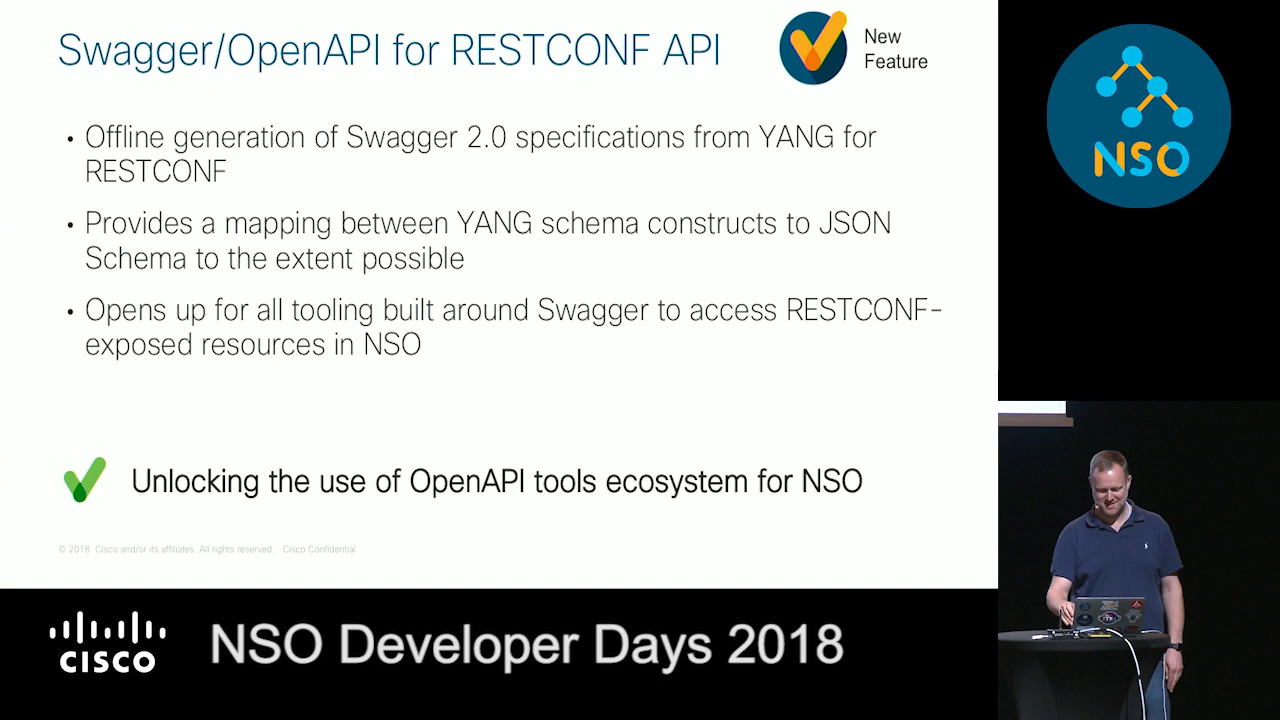 Swagger/OpenAPI for RESTCONF API
New
Feature
• Offline generation of Swagger 2.0 specifications from YANG for
RESTCONF
• Provides a mapping between YANG schema constructs to JSON
Schema to the extent possible
• Opens up for all tooling built around Swagger to access RESTCONF-
exposed resources in NSO
Unlocking the use of OpenAPI tools ecosystem for NSO
© 2018 Cisco and/or its affiliates. All rights reserved. Cisco Confidential
NSO
CISCO
NSO Developer Days 2018